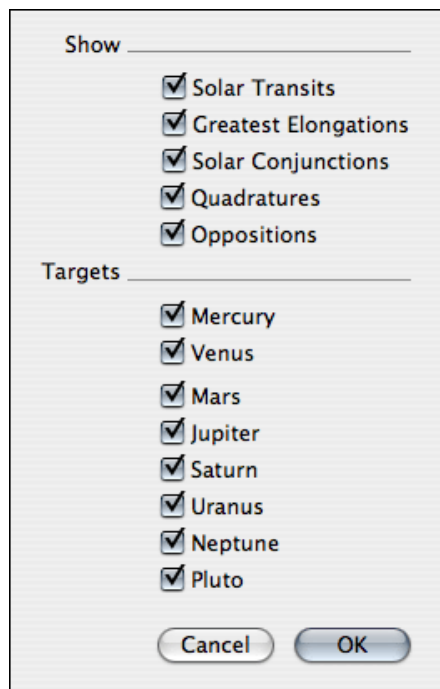 Show
Solar Transits
Greatest Elongations
Solar Conjunctions
Quadratures
Oppositions
Targets
Mercury
Venus
Mars
Jupiter
Saturn
Uranus
Neptune
Pluto
Cancel OK